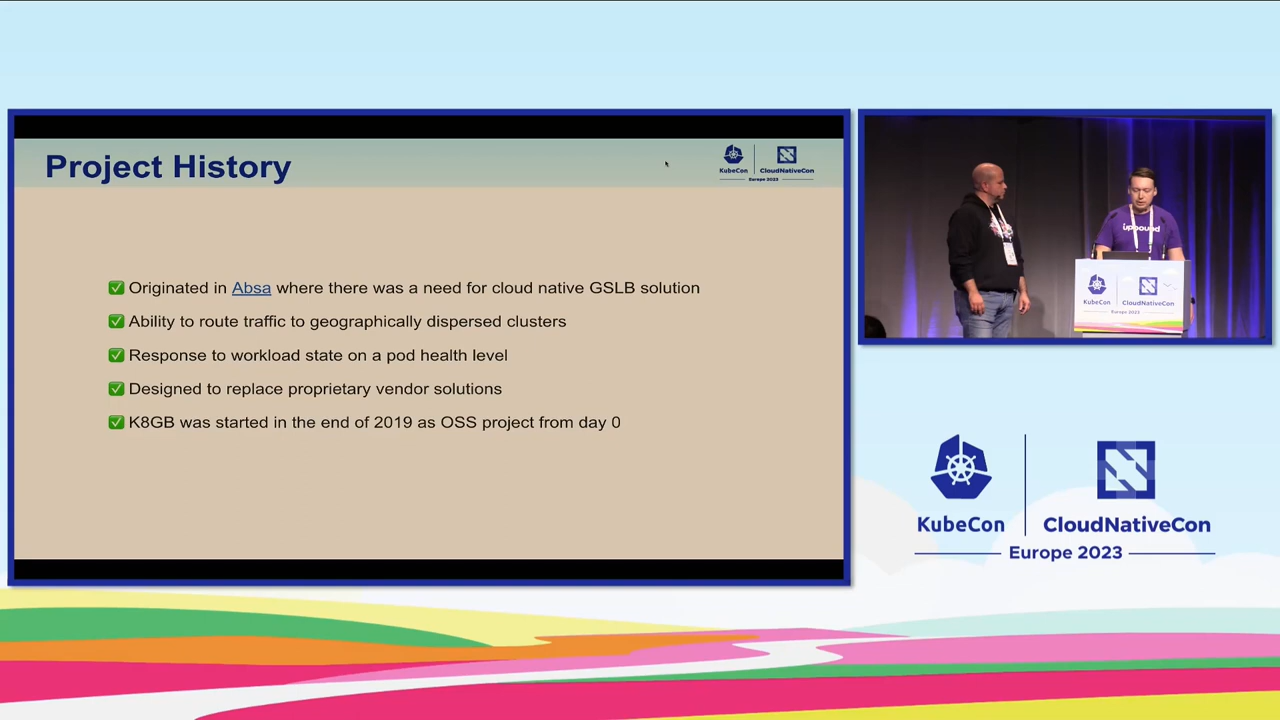 Project History
KubeCon
CloudNativeCon
Europe 2023
✅ Originated in Absa where there was a need for cloud native GSLB solution
✅ Ability to route traffic to geographically dispersed clusters
✅ Response to workload state on a pod health level
✅ Designed to replace proprietary vendor solutions
✅ K8GB was started in the end of 2019 as OSS project from day 0
upbound
KubeCon
CloudNativeCon
Europe 2023
KubeCon
CloudNativeCon
Europe 2023